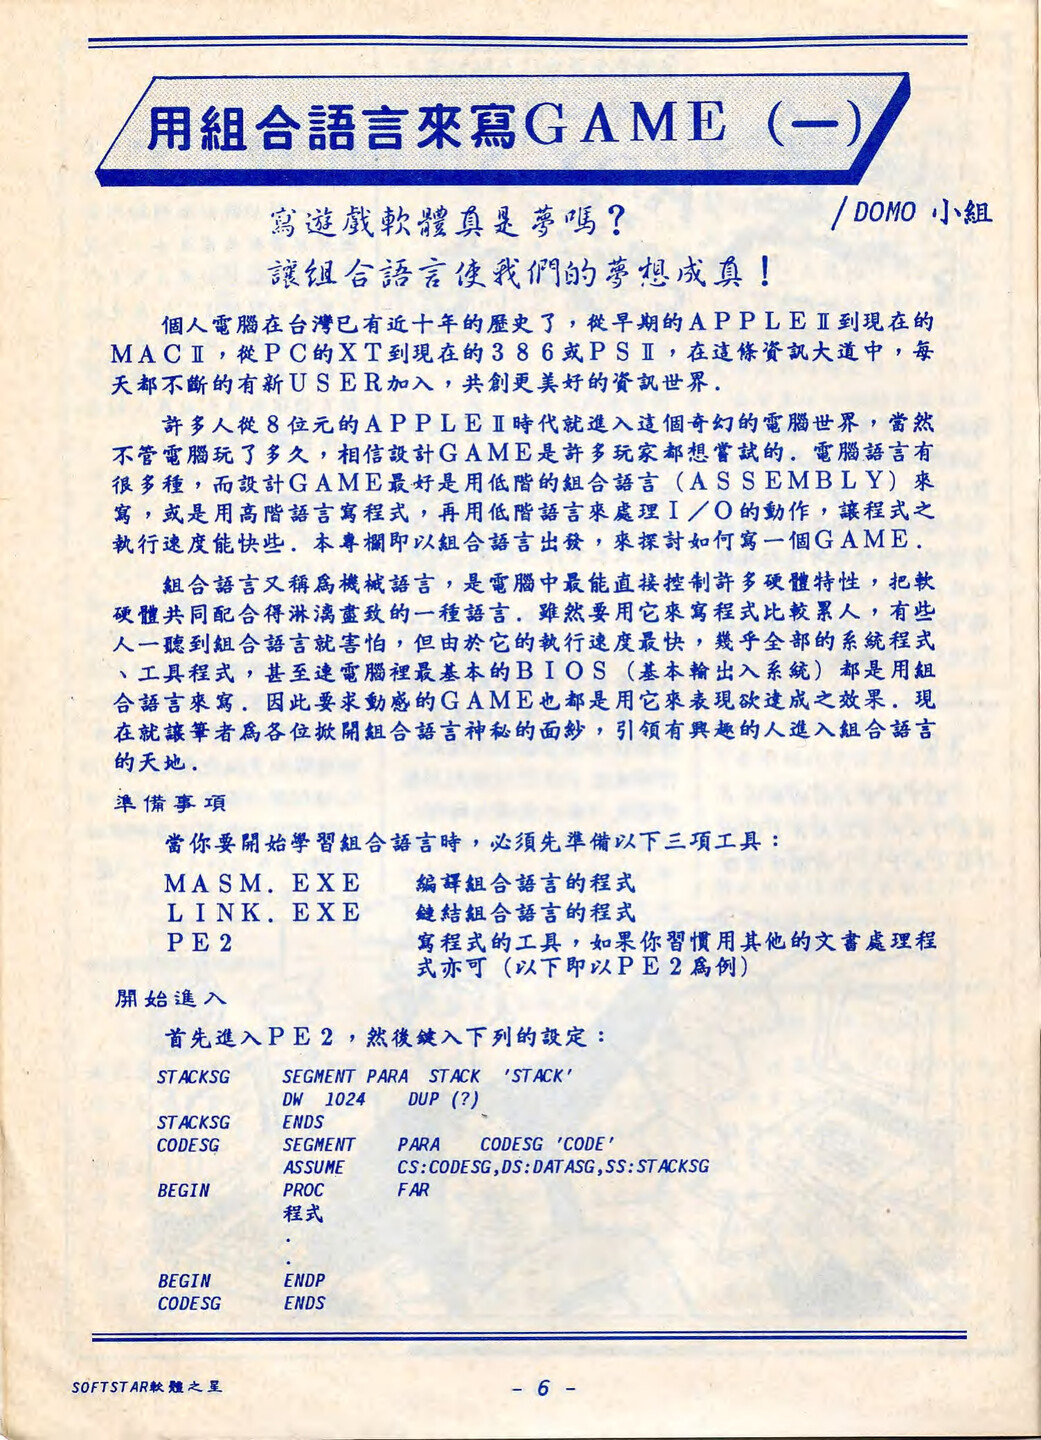 用組合語言來寫GAME（一）
/DOMO 小組
寫遊戲軟體真是夢嗎？
讓組合語言使我們的夢想成真！
個人電腦在台灣已有近十年的歷史了，從早期的APPLEⅡ到現在的
MACⅡ，從PC的XT到現在的386或PSⅡ，在這條資訊大道中，每
天都不斷的有新USER加入，共創更美好的資訊世界．
許多人從8位元的APPLEⅡ時代就進入這個奇幻的電腦世界，當然
不管電腦玩了多久，相信設計GAME是許多玩家都想嘗試的．電腦語言有
很多種，而設計GAME最好是用低階的組合語言（ASSEMBLY）來
寫，或是用高階語言寫程式，再用低階語言來處理I／O的動作，讓程式之
執行速度能快些．本專欄即以組合語言出發，來探討如何寫一個GAME．
組合語言又稱為機械語言，是電腦中最能直接控制許多硬體特性，把軟
硬體共同配合得淋漓盡致的一種語言．雖然要用它來寫程式比較累人，有些
人一聽到組合語言就害怕，但由於它的執行速度最快，幾乎全部的系統程式
、工具程式，甚至連電腦裡最基本的BIOS（基本輸出入系統）都是用組
合語言來寫．因此要求動感的GAME也都是用它來表現欲達成之效果．現
在就讓筆者為各位掀開組合語言神秘的面紗，引領有興趣的人進入組合語言
的天地．
準備事項
當你要開始學習組合語言時，必須先準備以下三項工具：
MASM．EXE 編譯組合語言的程式
LINK．EXE 鏈結組合語言的程式
PE2 寫程式的工具，如果你習慣用其他的文書處理程
式亦可（以下即以PE2為例）
開始進入
首先進入PE2，然後鍵入下列的設定：
STACKSG SEGMENT PARA STACK 'STACK'
DW 1024 DUP (?)
STACKSG ENDS
CODESG SEGMENT PARA CODESG 'CODE'
ASSUME CS:CODESG,DS:DATASG,SS:STACKSG
BEGIN PROC FAR
程式
.
.
BEGIN ENDP
CODESG ENDS
SOFTSTAR軟體之星
- 6 -